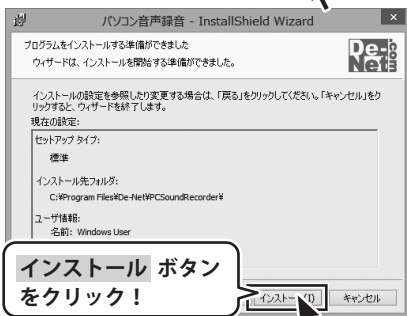 パソコン音声録音 - InstallShield Wizard
プログラムをインストールする準備ができました
ウィザードは、インストールを開始する準備ができました。
De-Net.com
インストールの設定を参照したり変更する場合は、「戻る」をクリックしてください。「キャンセル」をク
リックすると、ウィザードを終了します。
現在の設定:
セットアップ タイプ:
標準
インストール先フォルダ:
C:¥Program Files¥De-Net¥PCSoundRecorder¥
ユーザ情報:
名前: Windows User
インストール ボタン
をクリック！
インストール(I)
キャンセル